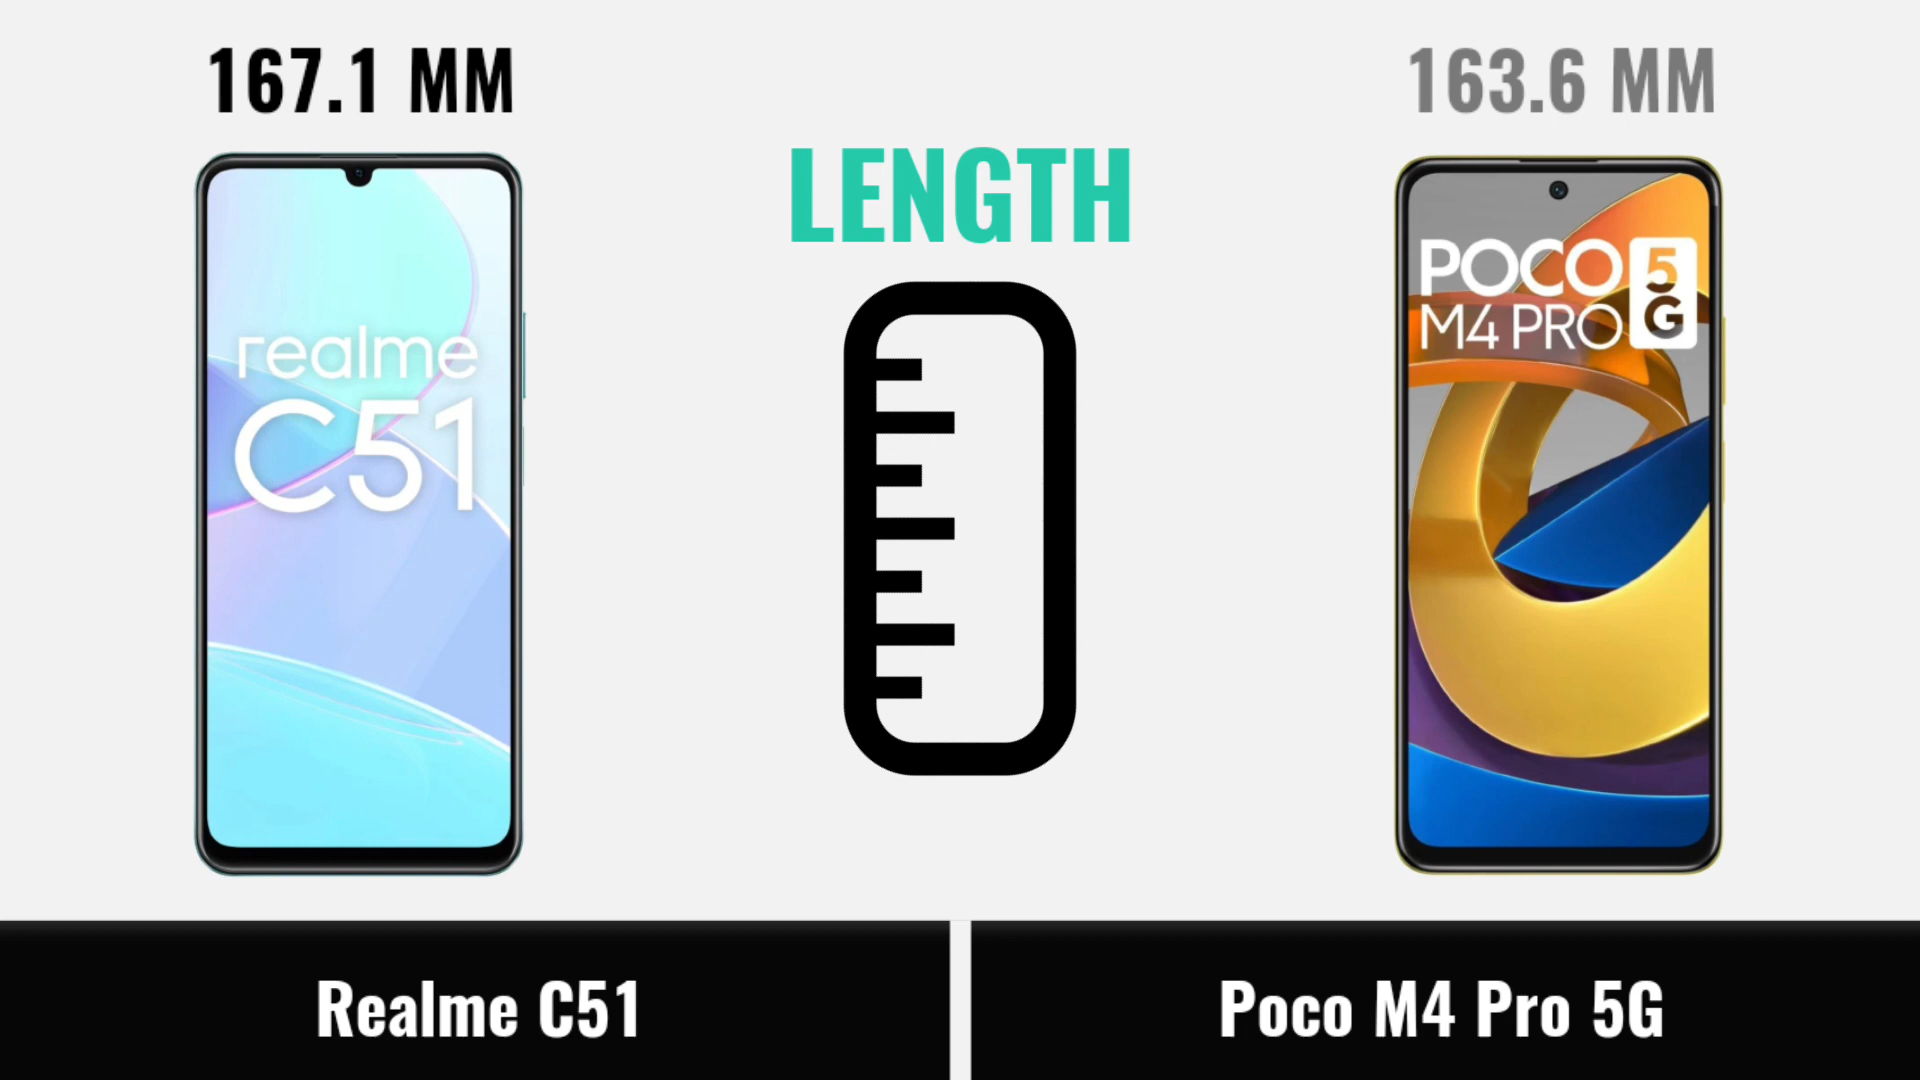 167.1 MM
163.6 MM
LENGTH
realme
C51
POCO 5G
M4 PRO
Realme C51
Poco M4 Pro 5G